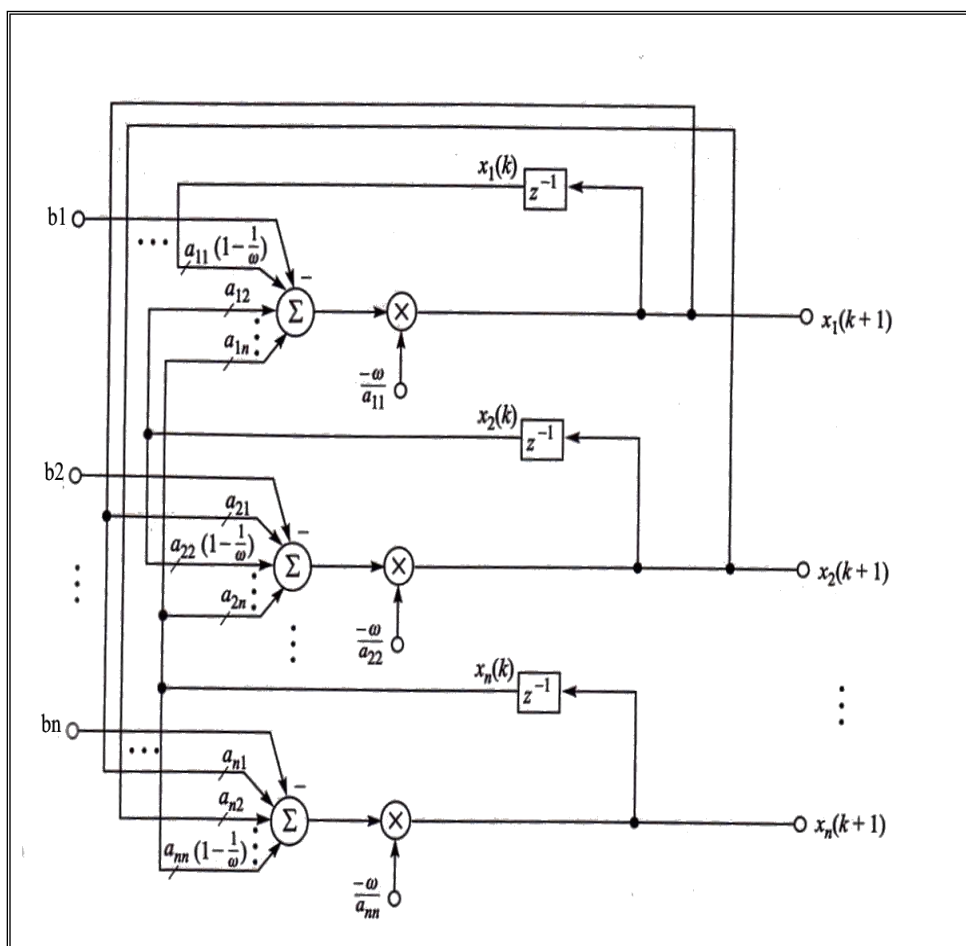 x₁(k)
z⁻¹
b1
...
a₁₁ (1−1/ω)
−
a₁₂
Σ
×
x₁(k+1)
a₁ₙ
−ω/a₁₁
x₂(k)
z⁻¹
b2
a₂₁
−
a₂₂ (1−1/ω)
Σ
×
x₂(k+1)
a₂ₙ
−ω/a₂₂
xₙ(k)
z⁻¹
bn
...
aₙ₁
−
aₙ₂
Σ
×
xₙ(k+1)
aₙₙ (1−1/ω)
−ω/aₙₙ